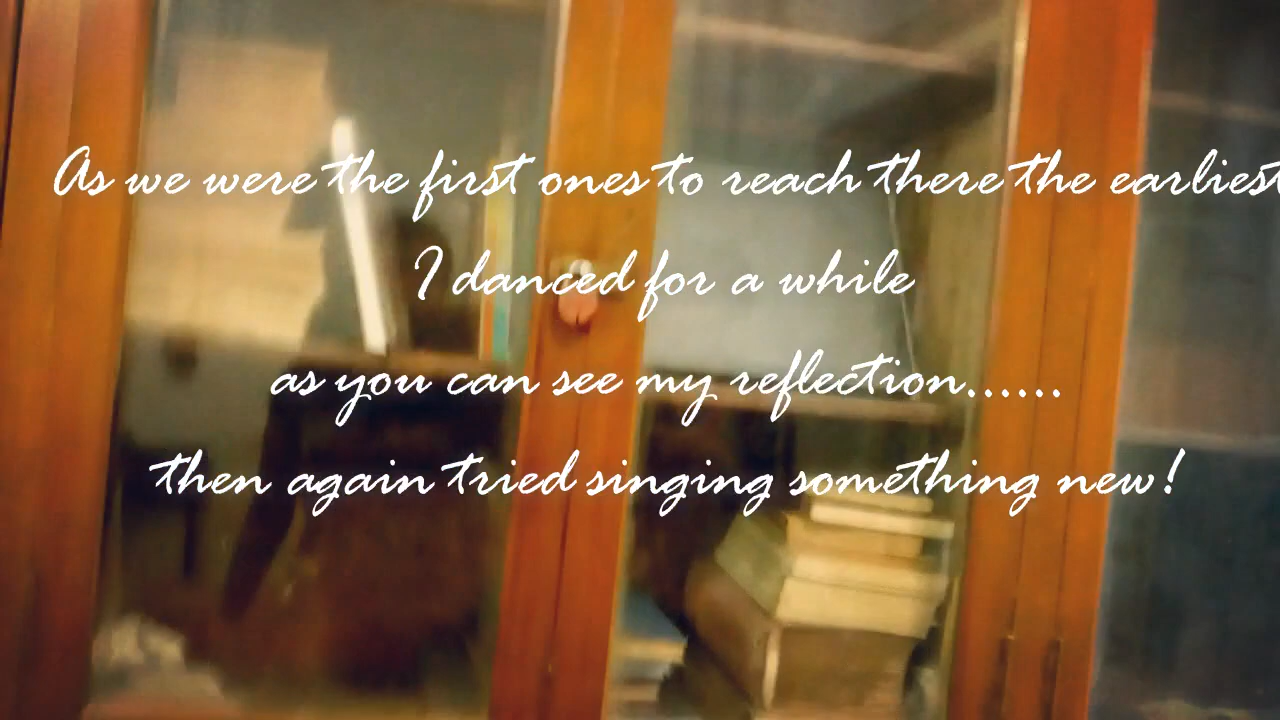 As we were the first ones to reach there the earliest
I danced for a while
as you can see my reflection......
then again tried singing something new!